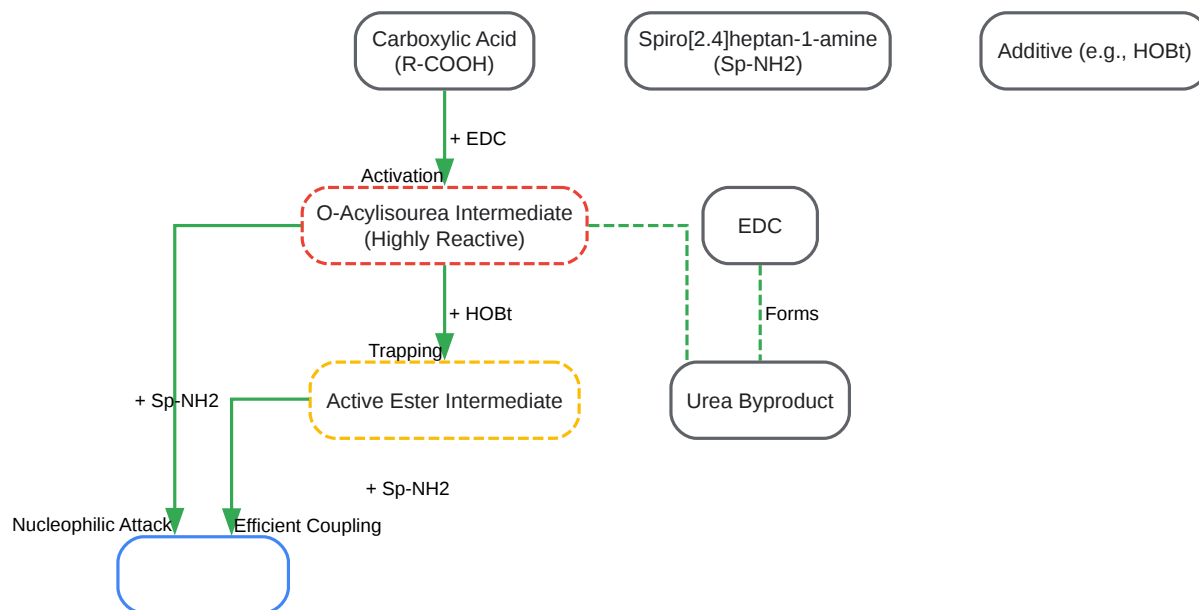 Carboxylic Acid
(R-COOH)
Spiro[2.4]heptan-1-amine
(Sp-NH2)
Additive (e.g., HOBt)
+ EDC
Activation
O-Acylisourea Intermediate
(Highly Reactive)
EDC
+ HOBt
Forms
Trapping
+ Sp-NH2
Active Ester Intermediate
Urea Byproduct
+ Sp-NH2
Nucleophilic Attack
Efficient Coupling